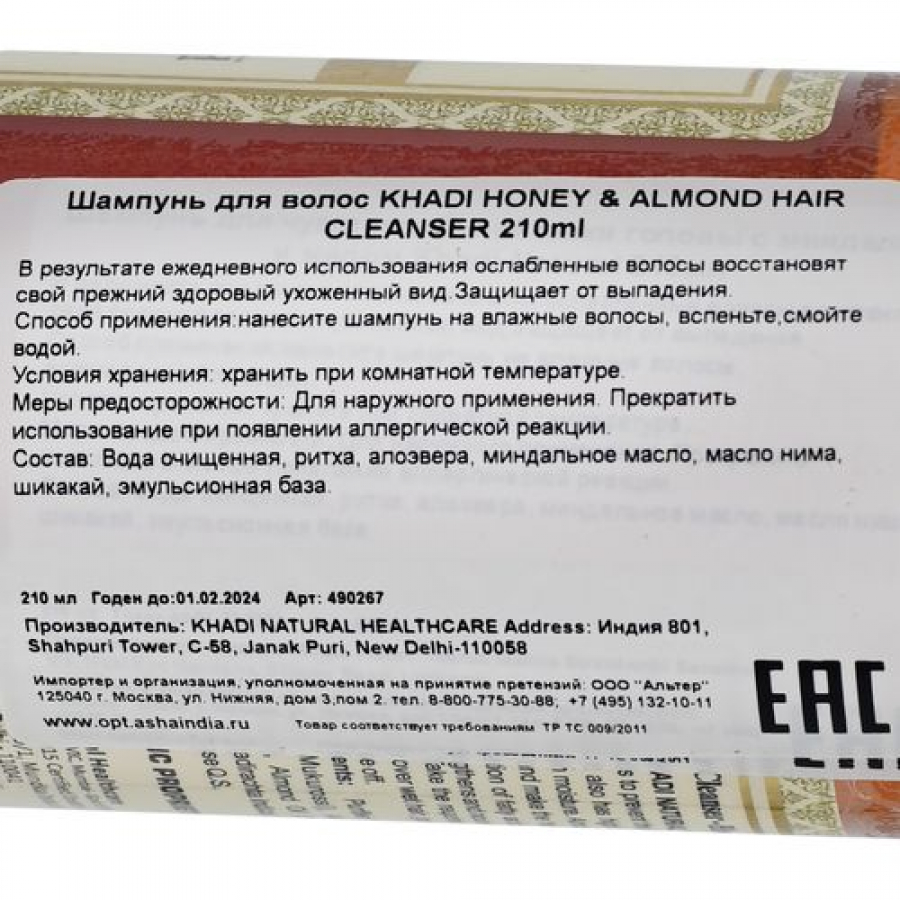 Шампунь для волос KHADI HONEY & ALMOND HAIR
CLEANSER 210ml
В результате ежедневного использования ослабленные волосы восстановят
свой прежний здоровый ухоженный вид.Защищает от выпадения.
Способ применения:нанесите шампунь на влажные волосы, вспеньте,смойте
водой.
Условия хранения: хранить при комнатной температуре.
Меры предосторожности: Для наружного применения. Прекратить
использование при появлении аллергической реакции.
Состав: Вода очищенная, ритха, алоэвера, миндальное масло, масло нима,
шикакай, эмульсионная база.
210 мл Годен до:01.02.2024 Арт: 490267
Производитель: KHADI NATURAL HEALTHCARE Address: Индия 801,
Shahpuri Tower, C-58, Janak Puri, New Delhi-110058
Импортер и организация, уполномоченная на принятие претензий: ООО "Альтер"
125040 г. Москва, ул. Нижняя, дом 3,пом 2. тел. 8-800-775-30-88; +7 (495) 132-10-11
www.opt.ashaindia.ru Товар соответствует требованиям ТР ТС 009/2011
EAC